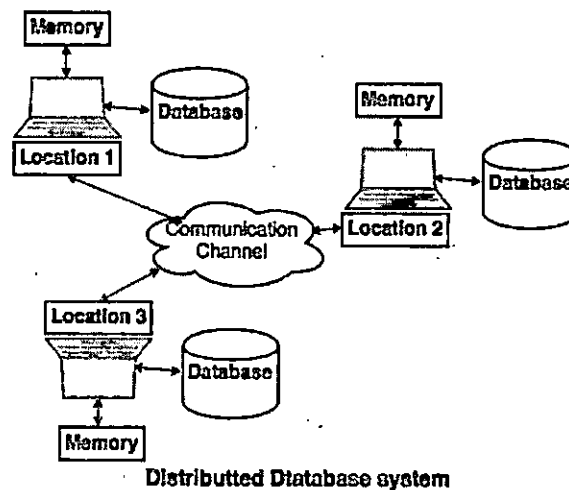 Memory
Database
Location 1
Memory
Database
Location 2
Communication
Channel
Location 3
Database
Memory
Distributted Dtatabase system